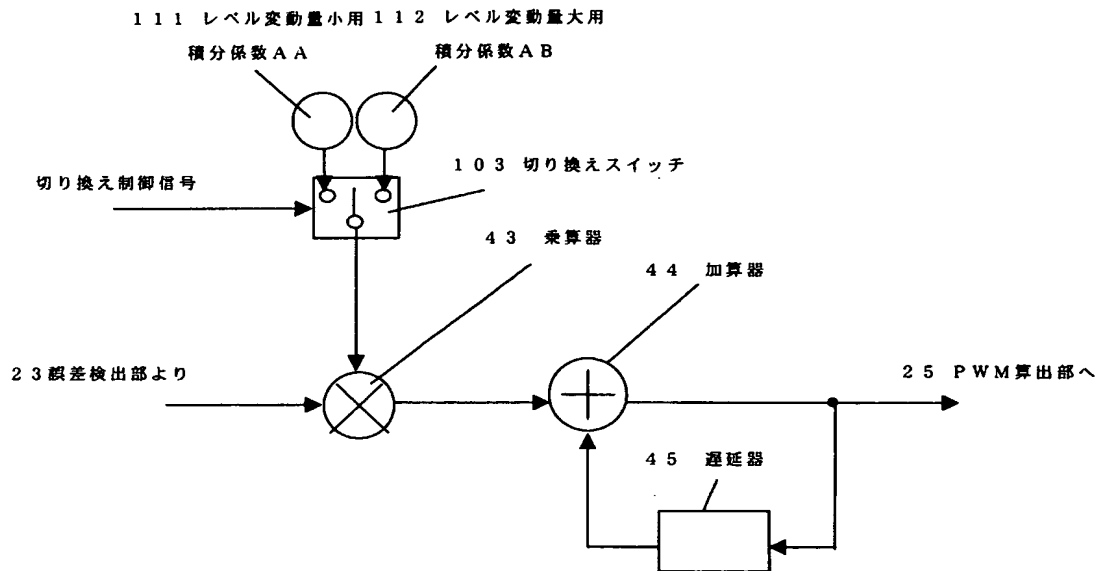 111 レベル変動量小用
積分係数AA
112 レベル変動量大用
積分係数AB
103 切り換えスイッチ
切り換え制御信号
43 乗算器
44 加算器
23誤差検出部より
25 PWM算出部へ
45 遅延器